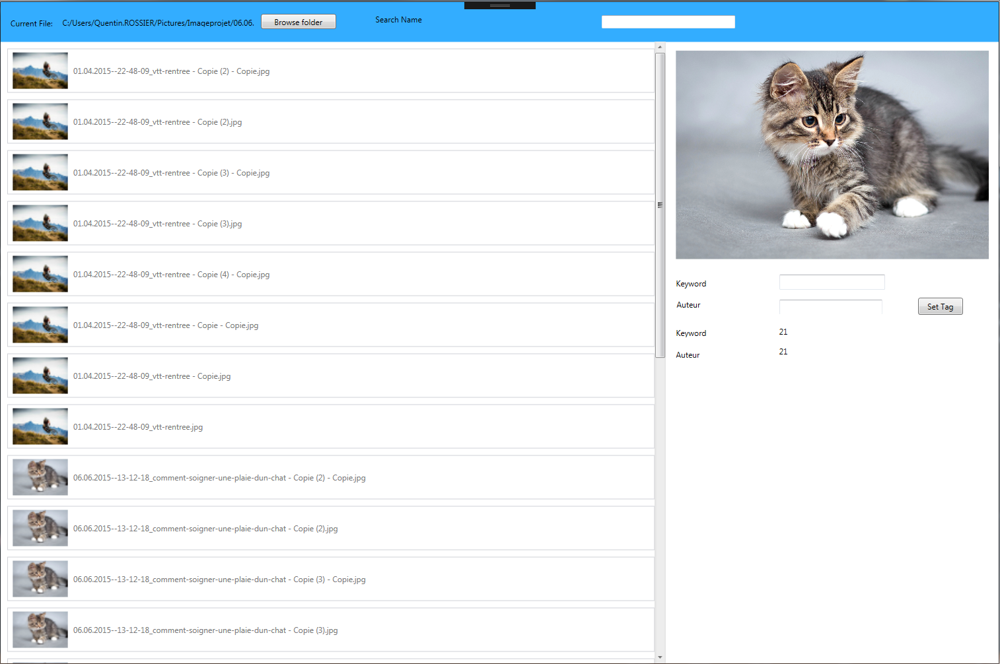 Current File: C:/Users/Quentin.ROSSIER/Pictures/Imageprojet/06.06. Browse folder Search Name
01.04.2015--22-48-09_vtt-rentree - Copie (2) - Copie.jpg
01.04.2015--22-48-09_vtt-rentree - Copie (2).jpg
01.04.2015--22-48-09_vtt-rentree - Copie (3) - Copie.jpg
01.04.2015--22-48-09_vtt-rentree - Copie (3).jpg
01.04.2015--22-48-09_vtt-rentree - Copie (4) - Copie.jpg
01.04.2015--22-48-09_vtt-rentree - Copie - Copie.jpg
01.04.2015--22-48-09_vtt-rentree - Copie.jpg
01.04.2015--22-48-09_vtt-rentree.jpg
06.06.2015--13-12-18_comment-soigner-une-plaie-dun-chat - Copie (2) - Copie.jpg
06.06.2015--13-12-18_comment-soigner-une-plaie-dun-chat - Copie (2).jpg
06.06.2015--13-12-18_comment-soigner-une-plaie-dun-chat - Copie (3) - Copie.jpg
06.06.2015--13-12-18_comment-soigner-une-plaie-dun-chat - Copie (3).jpg
Keyword
Auteur Set Tag
Keyword 21
Auteur 21